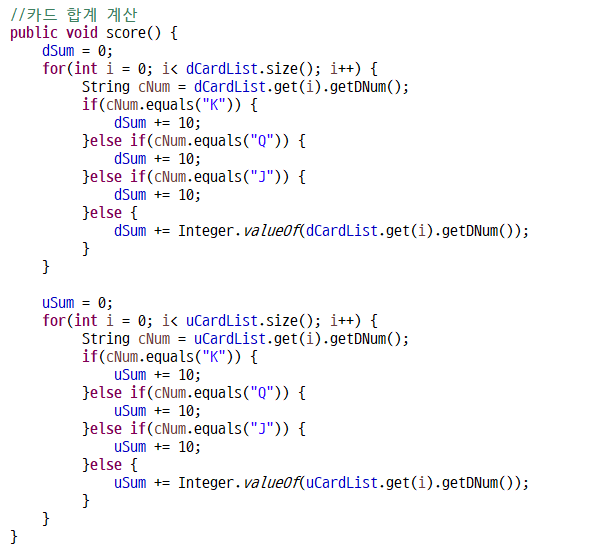 //카드 합계 계산
public void score() {
    dSum = 0;
    for(int i = 0; i< dCardList.size(); i++) {
         String cNum = dCardList.get(i).getDNum();
         if(cNum.equals("K")) {
             dSum += 10;
         }else if(cNum.equals("Q")) {
             dSum += 10;
         }else if(cNum.equals("J")) {
             dSum += 10;
         }else {
             dSum += Integer.valueOf(dCardList.get(i).getDNum());
         }
    }

    uSum = 0;
    for(int i = 0; i< uCardList.size(); i++) {
         String cNum = uCardList.get(i).getDNum();
         if(cNum.equals("K")) {
             uSum += 10;
         }else if(cNum.equals("Q")) {
             uSum += 10;
         }else if(cNum.equals("J")) {
             uSum += 10;
         }else {
             uSum += Integer.valueOf(uCardList.get(i).getDNum());
         }
    }
}